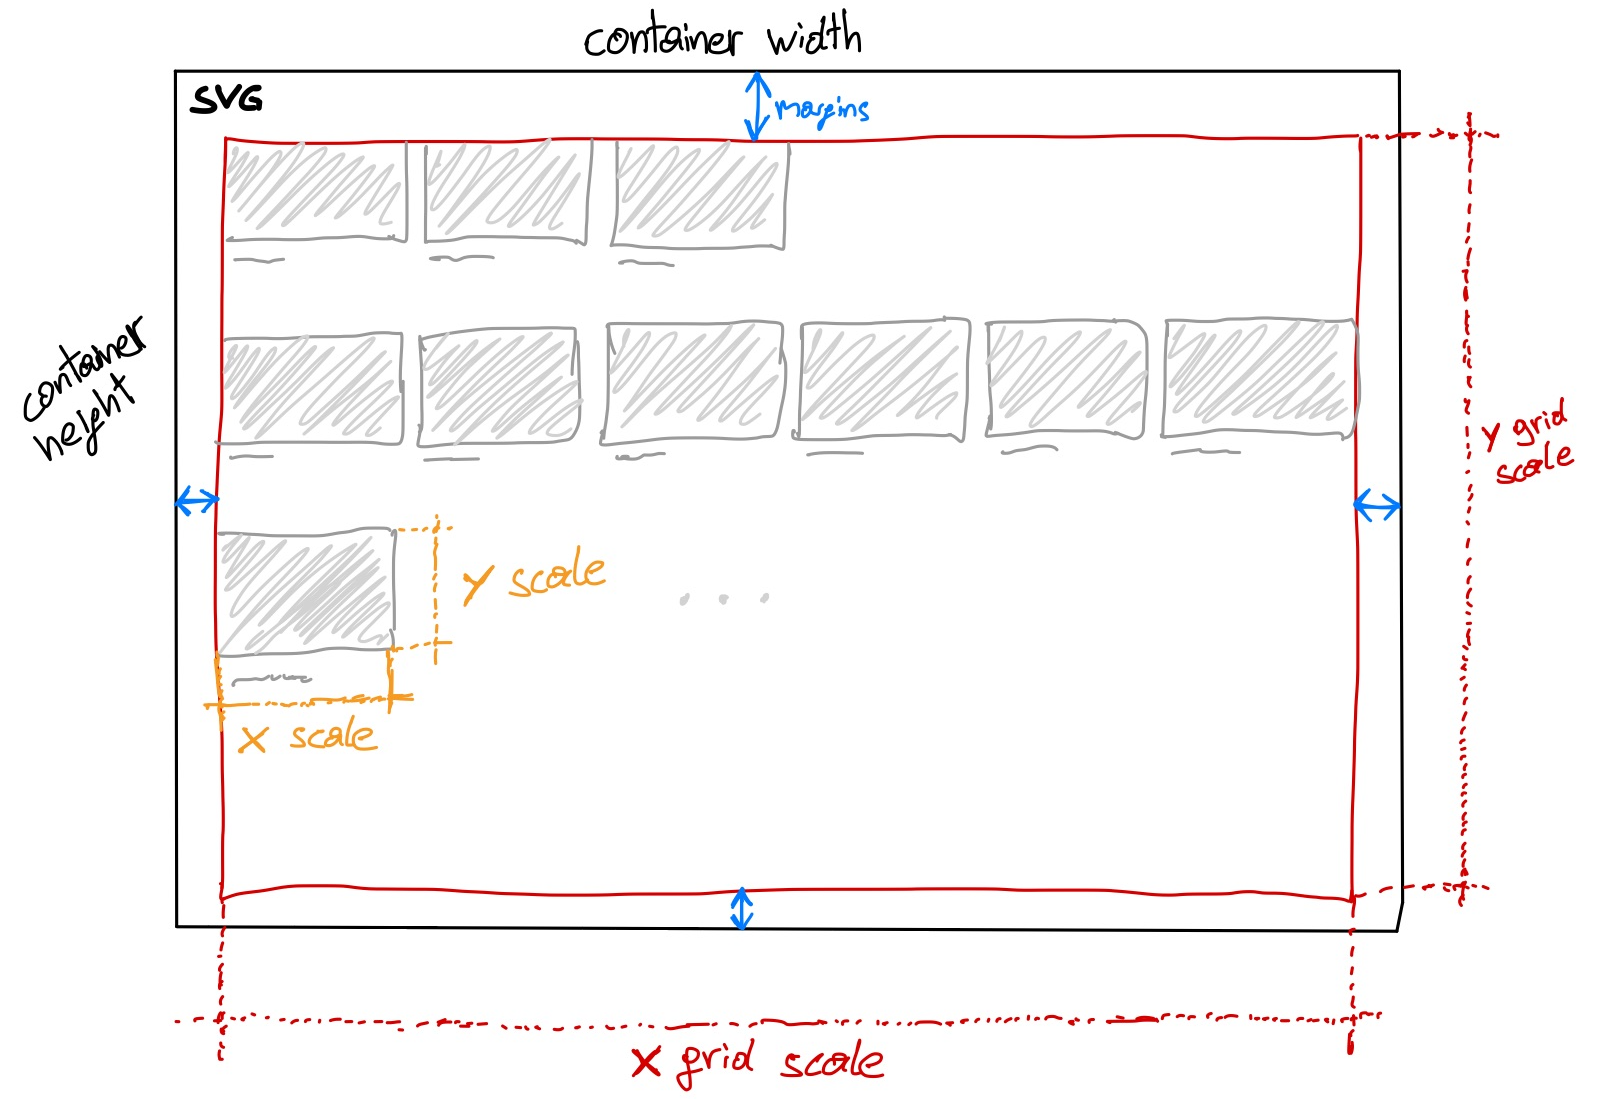 container width
SVG
margins
container
height
Y grid
scale
Y scale
...
X scale
X grid scale